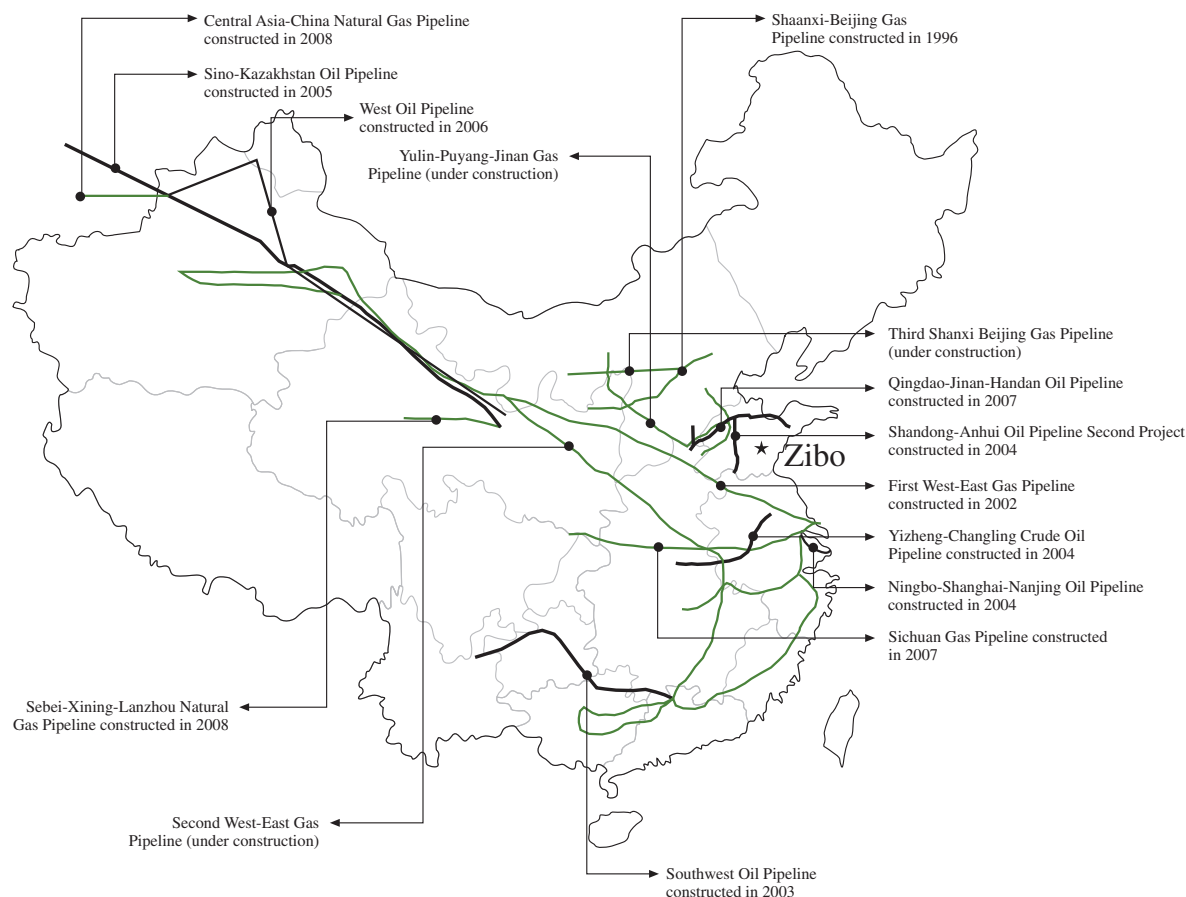 Central Asia-China Natural Gas Pipeline
constructed in 2008
Shaanxi-Beijing Gas
Pipeline constructed in 1996
Sino-Kazakhstan Oil Pipeline
constructed in 2005
West Oil Pipeline
constructed in 2006
Yulin-Puyang-Jinan Gas
Pipeline (under construction)
Third Shanxi Beijing Gas Pipeline
(under construction)
Qingdao-Jinan-Handan Oil Pipeline
constructed in 2007
Shandong-Anhui Oil Pipeline Second Project
constructed in 2004
Zibo
First West-East Gas Pipeline
constructed in 2002
Yizheng-Changling Crude Oil
Pipeline constructed in 2004
Ningbo-Shanghai-Nanjing Oil Pipeline
constructed in 2004
Sichuan Gas Pipeline constructed
in 2007
Sebei-Xining-Lanzhou Natural
Gas Pipeline constructed in 2008
Second West-East Gas
Pipeline (under construction)
Southwest Oil Pipeline
constructed in 2003